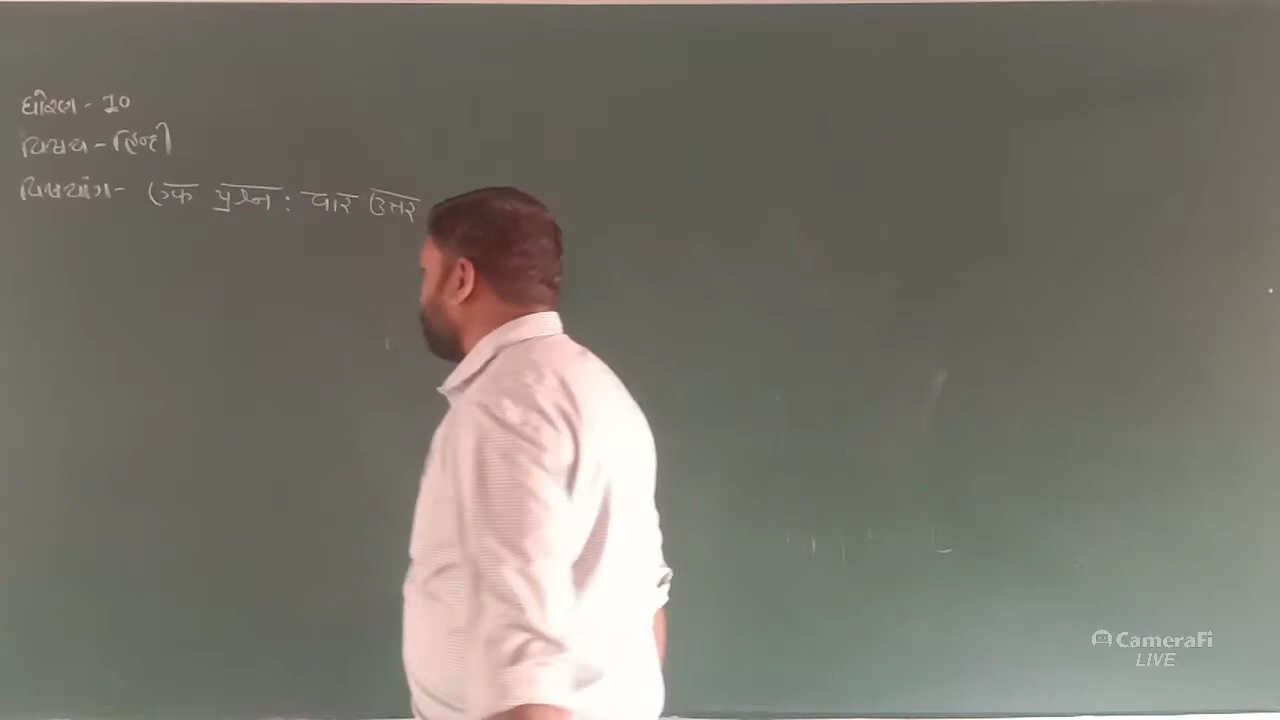 ધોરણ - 10
વિષય - હિન્દી
વિષયાંગ - एक प्रश्न : चार उत्तर
CameraFi
LIVE